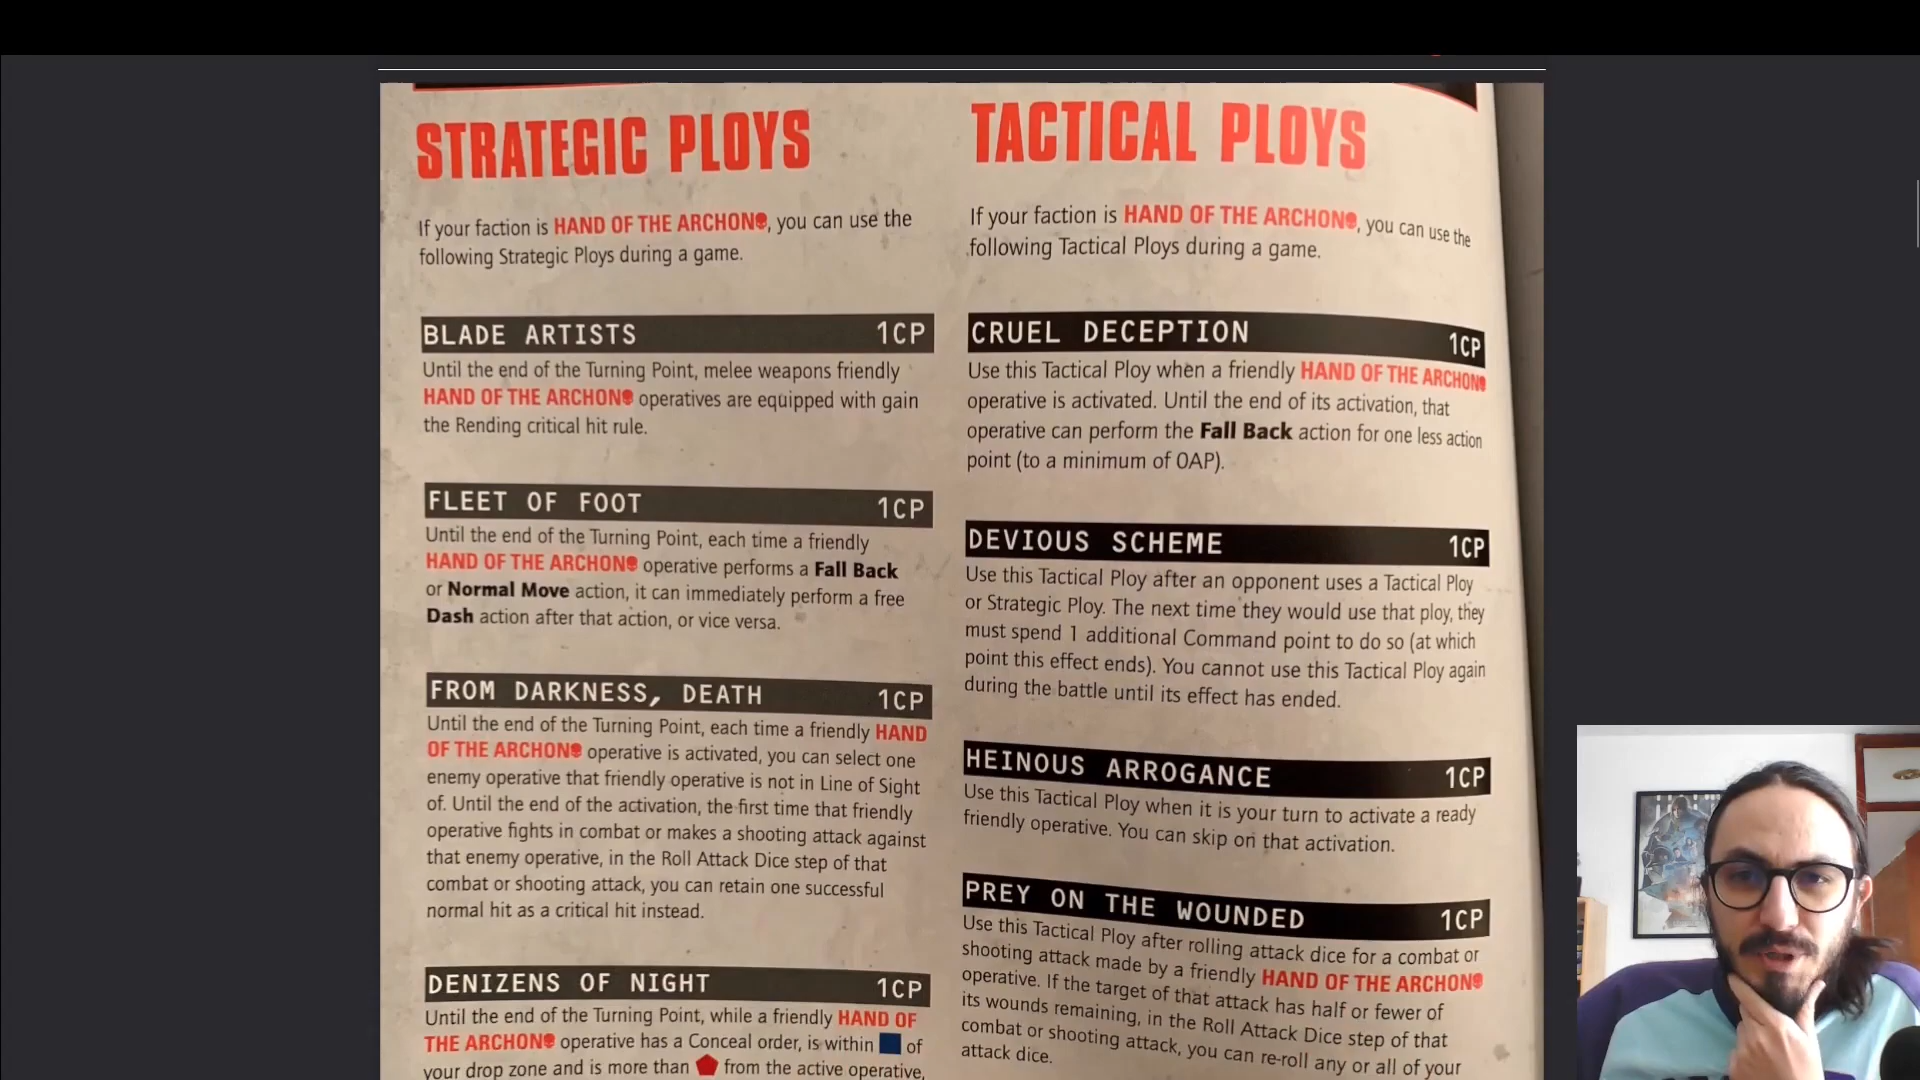 STRATEGIC PLOYS
If your faction is HAND OF THE ARCHON, you can use the
following Strategic Ploys during a game.
BLADE ARTISTS 1CP
Until the end of the Turning Point, melee weapons friendly
HAND OF THE ARCHON operatives are equipped with gain
the Rending critical hit rule.
FLEET OF FOOT 1CP
Until the end of the Turning Point, each time a friendly
HAND OF THE ARCHON operative performs a Fall Back
or Normal Move action, it can immediately perform a free
Dash action after that action, or vice versa.
FROM DARKNESS, DEATH 1CP
Until the end of the Turning Point, each time a friendly HAND
OF THE ARCHON operative is activated, you can select one
enemy operative that friendly operative is not in Line of Sight
of. Until the end of the activation, the first time that friendly
operative fights in combat or makes a shooting attack against
that enemy operative, in the Roll Attack Dice step of that
combat or shooting attack, you can retain one successful
normal hit as a critical hit instead.
DENIZENS OF NIGHT 1CP
Until the end of the Turning Point, while a friendly HAND OF
THE ARCHON operative has a Conceal order, is within of
your drop zone and is more than from the active operative,
TACTICAL PLOYS
If your faction is HAND OF THE ARCHON, you can use the
following Tactical Ploys during a game.
CRUEL DECEPTION 1CP
Use this Tactical Ploy when a friendly HAND OF THE ARCHON
operative is activated. Until the end of its activation, that
operative can perform the Fall Back action for one less action
point (to a minimum of 0AP).
DEVIOUS SCHEME 1CP
Use this Tactical Ploy after an opponent uses a Tactical Ploy
or Strategic Ploy. The next time they would use that ploy, they
must spend 1 additional Command point to do so (at which
point this effect ends). You cannot use this Tactical Ploy again
during the battle until its effect has ended.
HEINOUS ARROGANCE 1CP
Use this Tactical Ploy when it is your turn to activate a ready
friendly operative. You can skip on that activation.
PREY ON THE WOUNDED 1CP
Use this Tactical Ploy after rolling attack dice for a combat or
shooting attack made by a friendly HAND OF THE ARCHON
operative. If the target of that attack has half or fewer of
its wounds remaining, in the Roll Attack Dice step of that
combat or shooting attack, you can re-roll any or all of your
attack dice.